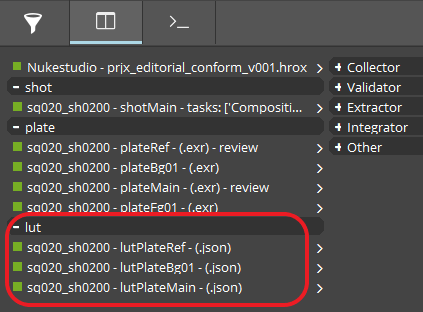 Nukestudio - prjx_editorial_conform_v001.hrox
- shot
sq020_sh0200 - shotMain - tasks: ['Compositi...
- plate
sq020_sh0200 - plateRef - (.exr) - review
sq020_sh0200 - plateBg01 - (.exr)
sq020_sh0200 - plateMain - (.exr) - review
sq020_sh0200 - plateFg01 - (.exr)
- lut
sq020_sh0200 - lutPlateRef - (.json)
sq020_sh0200 - lutPlateBg01 - (.json)
sq020_sh0200 - lutPlateMain - (.json)
+ Collector
+ Validator
+ Extractor
+ Integrator
+ Other